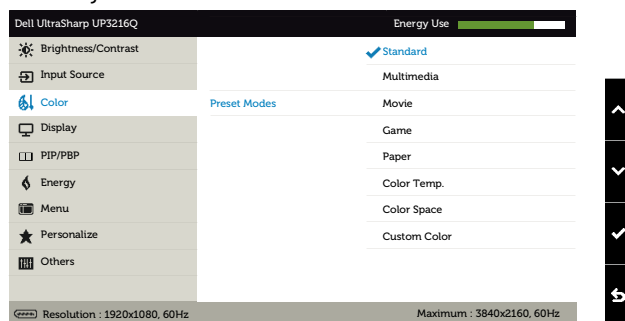 Dell UltraSharp UP3216Q Energy Use
Brightness/Contrast Standard
Input Source Multimedia
Color Preset Modes Movie
Display Game
PIP/PBP Paper
Energy Color Temp.
Menu Color Space
Personalize Custom Color
Others
Resolution : 1920x1080, 60Hz Maximum : 3840x2160, 60Hz